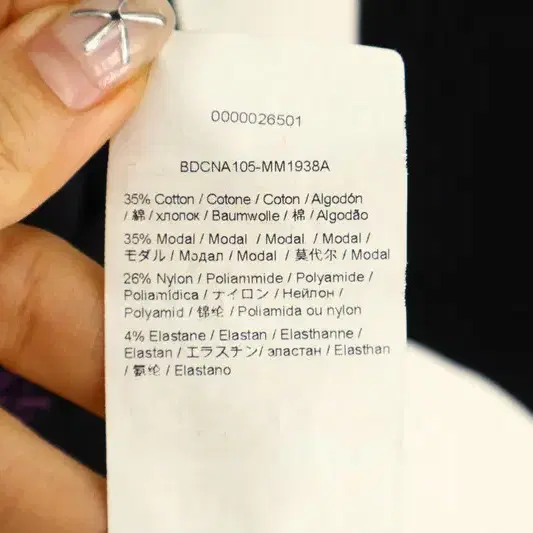 0000026501
BDCNA105-MM1938A
35% Cotton / Cotone / Coton / Algodón
/ 綿 / хлопок / Baumwolle / 棉 / Algodão
35% Modal / Modal / Modal / Modal /
モダル / Модал / Modal / 莫代尔 / Modal
26% Nylon / Poliammide / Polyamide /
Poliamídica / ナイロン / Нейлон /
Polyamid / 锦纶 / Poliamida ou nylon
4% Elastane / Elastan / Elasthanne /
Elastan / エラスチン/ эластан / Elasthan
/ 氨纶 / Elastano